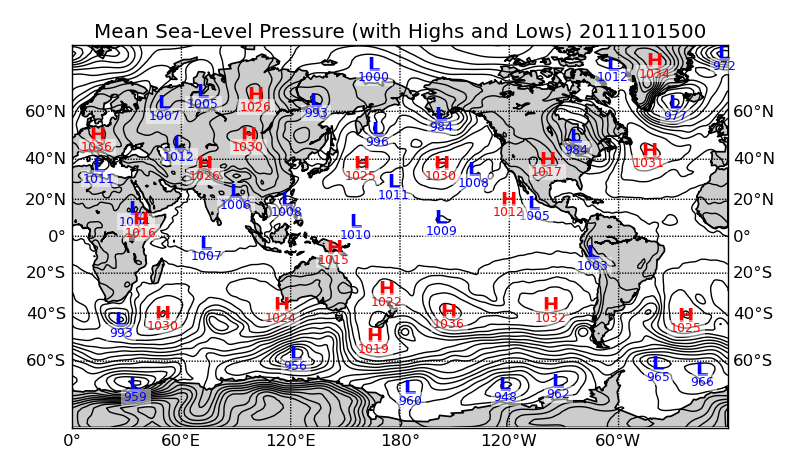 Mean Sea-Level Pressure (with Highs and Lows) 2011101500
L 1000
L 1012
H 1034
L 972
L 1007
L 1005
H 1026
L 993
L 996
L 984
L 977
60°N
60°N
H 1036
L 1012
H 1030
L 984
H 1031
40°N
40°N
L 1011
H 1026
H 1025
H 1030
L 1008
H 1017
L 1011
20°N
20°N
L
H 1016
L 1006
L 1008
L 1010
L 1009
H 1012
L 1005
0°
0°
L 1007
H 1015
L 1003
20°S
20°S
H 1022
L 993
H 1030
H 1024
H 1036
H 1032
H 1025
40°S
40°S
H 1019
L 956
60°S
60°S
L 965
L 966
L 959
L 960
L 948
L 962
0°
60°E
120°E
180°
120°W
60°W